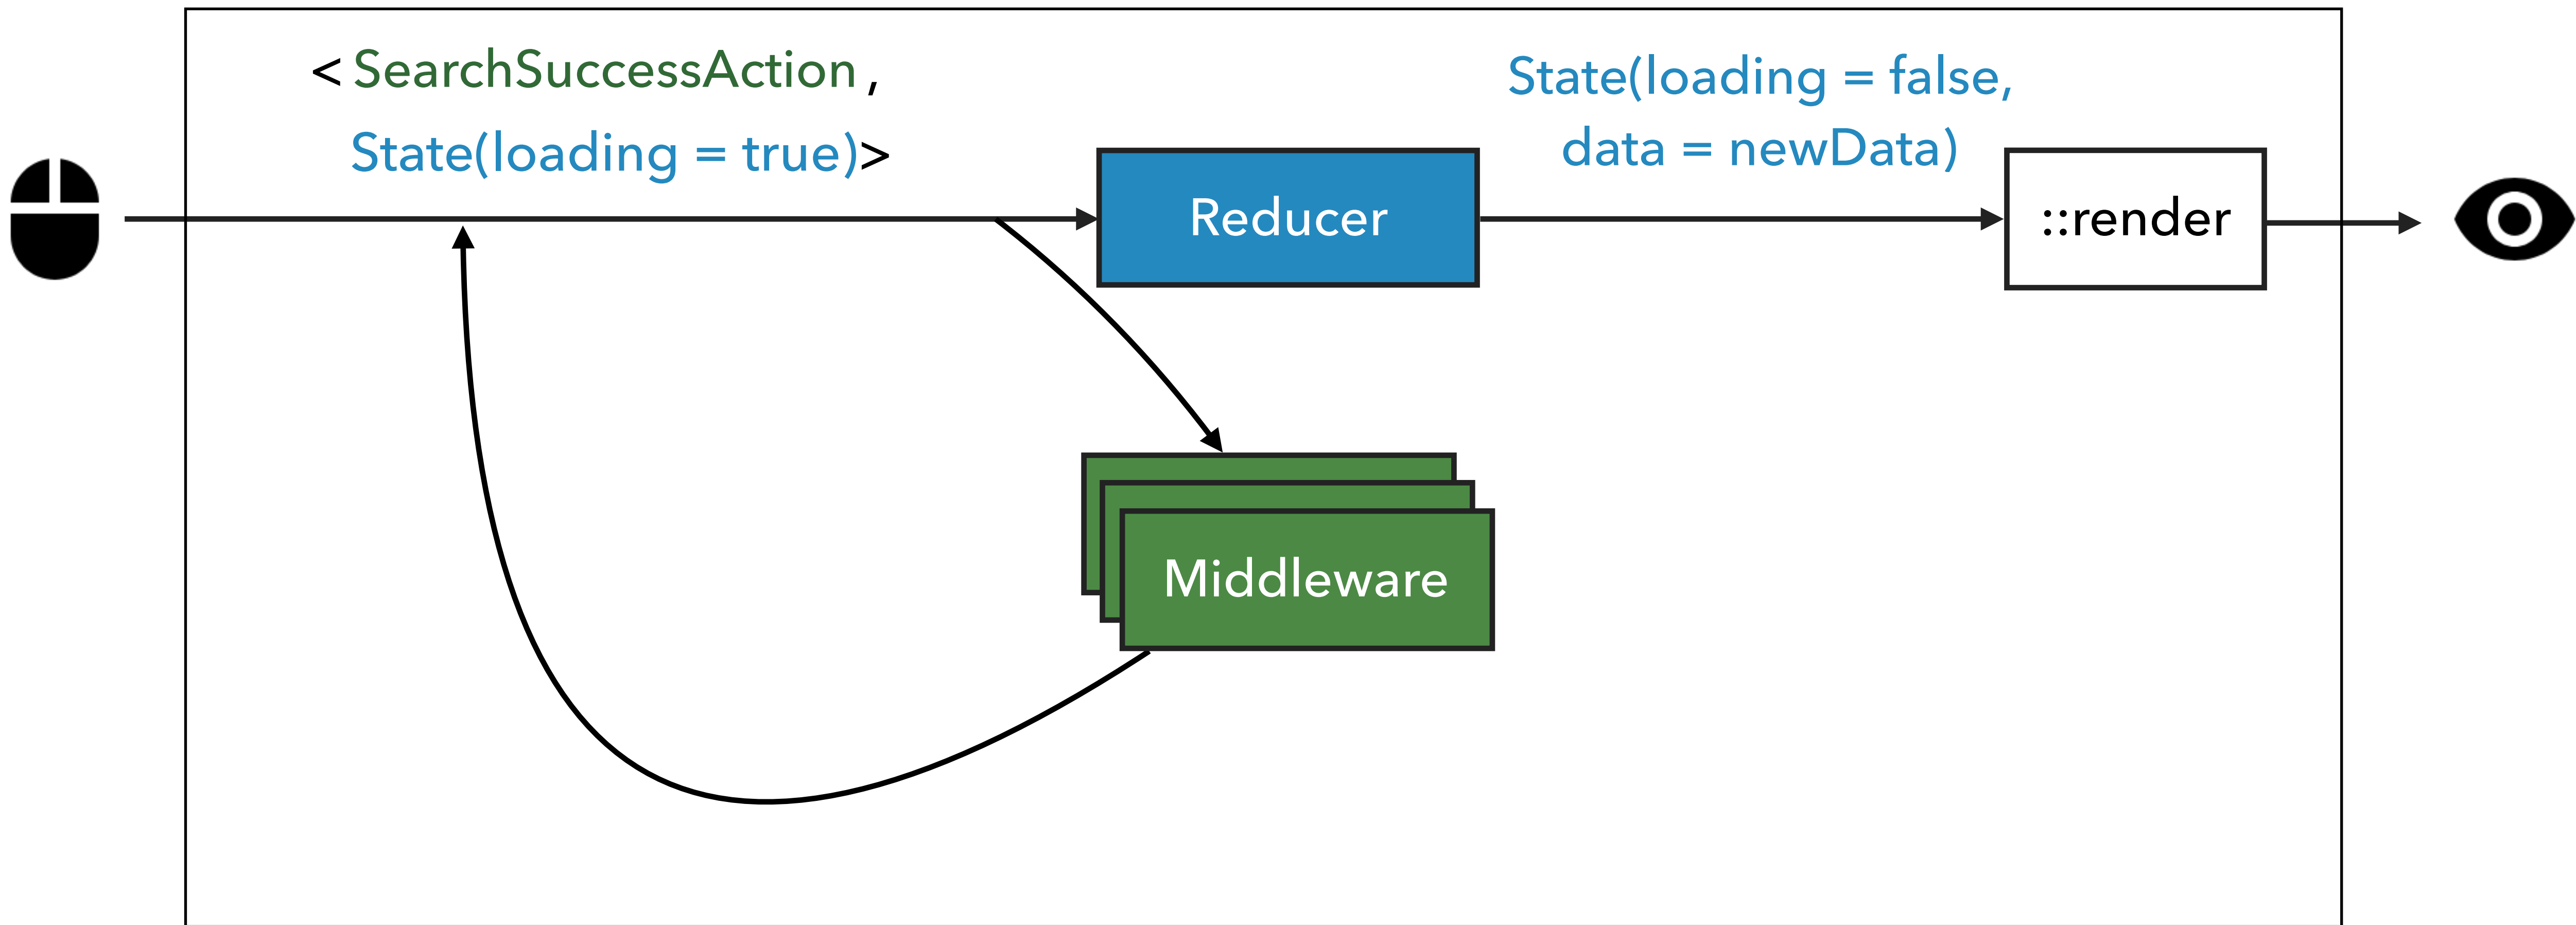 < SearchSuccessAction ,
State(loading = true)>
State(loading = false,
data = newData)
Reducer
::render
Middleware